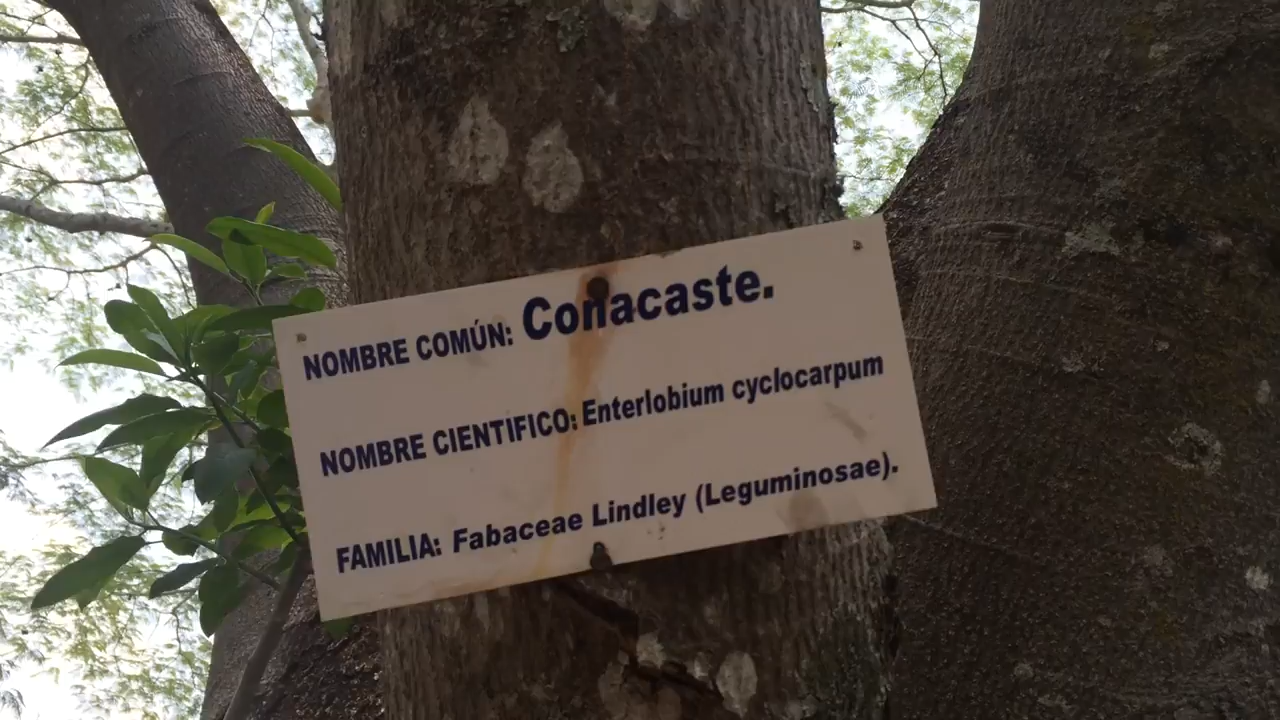 NOMBRE COMÚN: Conacaste.
NOMBRE CIENTIFICO: Enterlobium cyclocarpum
FAMILIA: Fabaceae Lindley (Leguminosae).